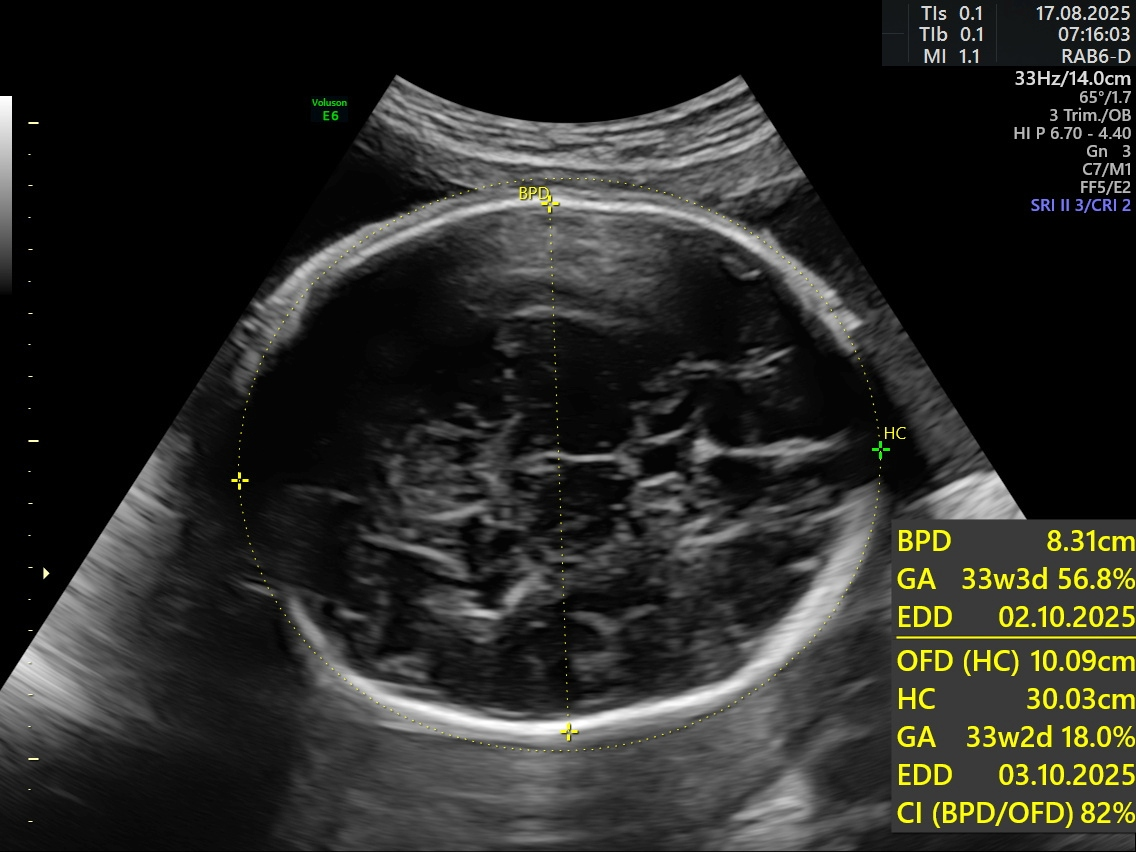 TIs 0.1 17.08.2025
TIb 0.1 07:16:03
MI 1.1 RAB6-D
33Hz/14.0cm
65°/1.7
3 Trim./OB
HI P 6.70 - 4.40
Gn 3
C7/M1
FF5/E2
SRI II 3/CRI 2
Voluson
E6
BPD
HC
BPD 8.31cm
GA 33w3d 56.8%
EDD 02.10.2025
OFD (HC) 10.09cm
HC 30.03cm
GA 33w2d 18.0%
EDD 03.10.2025
CI (BPD/OFD) 82%